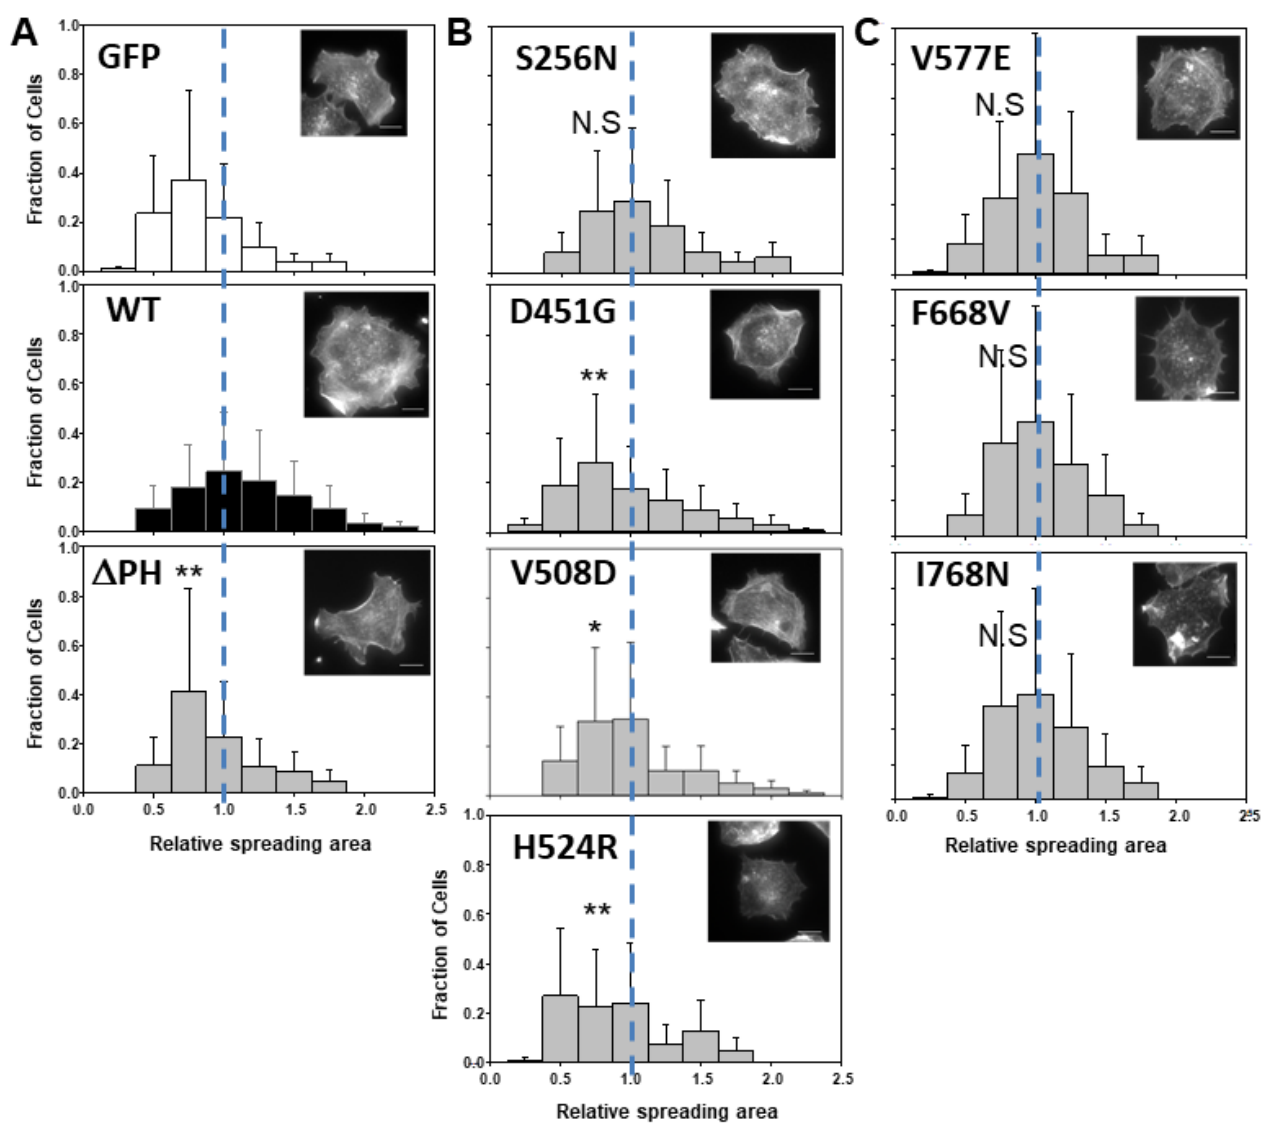 A
GFP
Fraction of Cells
1.0
0.8
0.6
0.4
0.2
0.0
WT
Fraction of Cells
1.0
0.8
0.6
0.4
0.2
0.0
ΔPH **
Fraction of Cells
1.0
0.8
0.6
0.4
0.2
0.0
0.0 0.5 1.0 1.5 2.0 2.5
Relative spreading area
B
S256N
N.S
D451G
**
V508D
*
H524R
**
Fraction of Cells
1.0
0.8
0.6
0.4
0.2
0.0
0.0 0.5 1.0 1.5 2.0 2.5
Relative spreading area
C
V577E
N.S
F668V
N.S
I768N
N.S
0.0 0.5 1.0 1.5 2.0 2.5
Relative spreading area